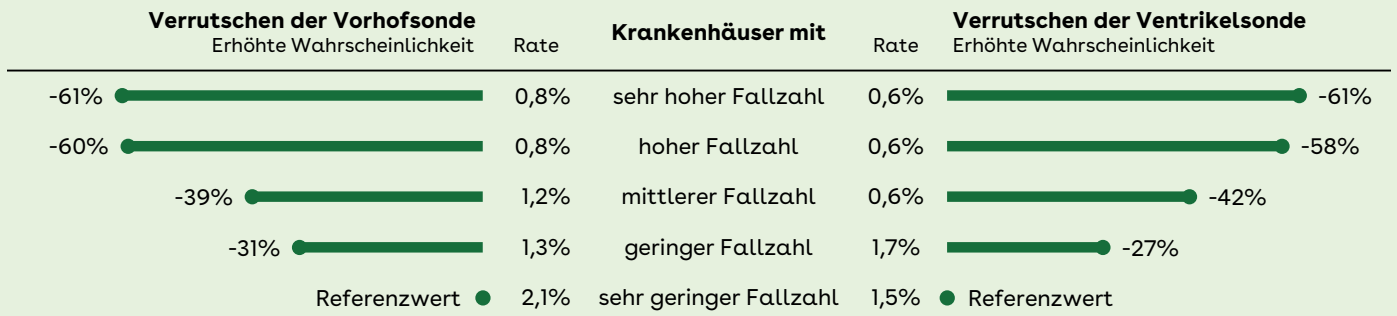 Verrutschen der Vorhofsonde Krankenhäuser mit Verrutschen der Ventrikelsonde
Erhöhte Wahrscheinlichkeit Rate Rate Erhöhte Wahrscheinlichkeit
-61% 0,8% sehr hoher Fallzahl 0,6% -61%
-60% 0,8% hoher Fallzahl 0,6% -58%
-39% 1,2% mittlerer Fallzahl 0,6% -42%
-31% 1,3% geringer Fallzahl 1,7% -27%
Referenzwert 2,1% sehr geringer Fallzahl 1,5% Referenzwert